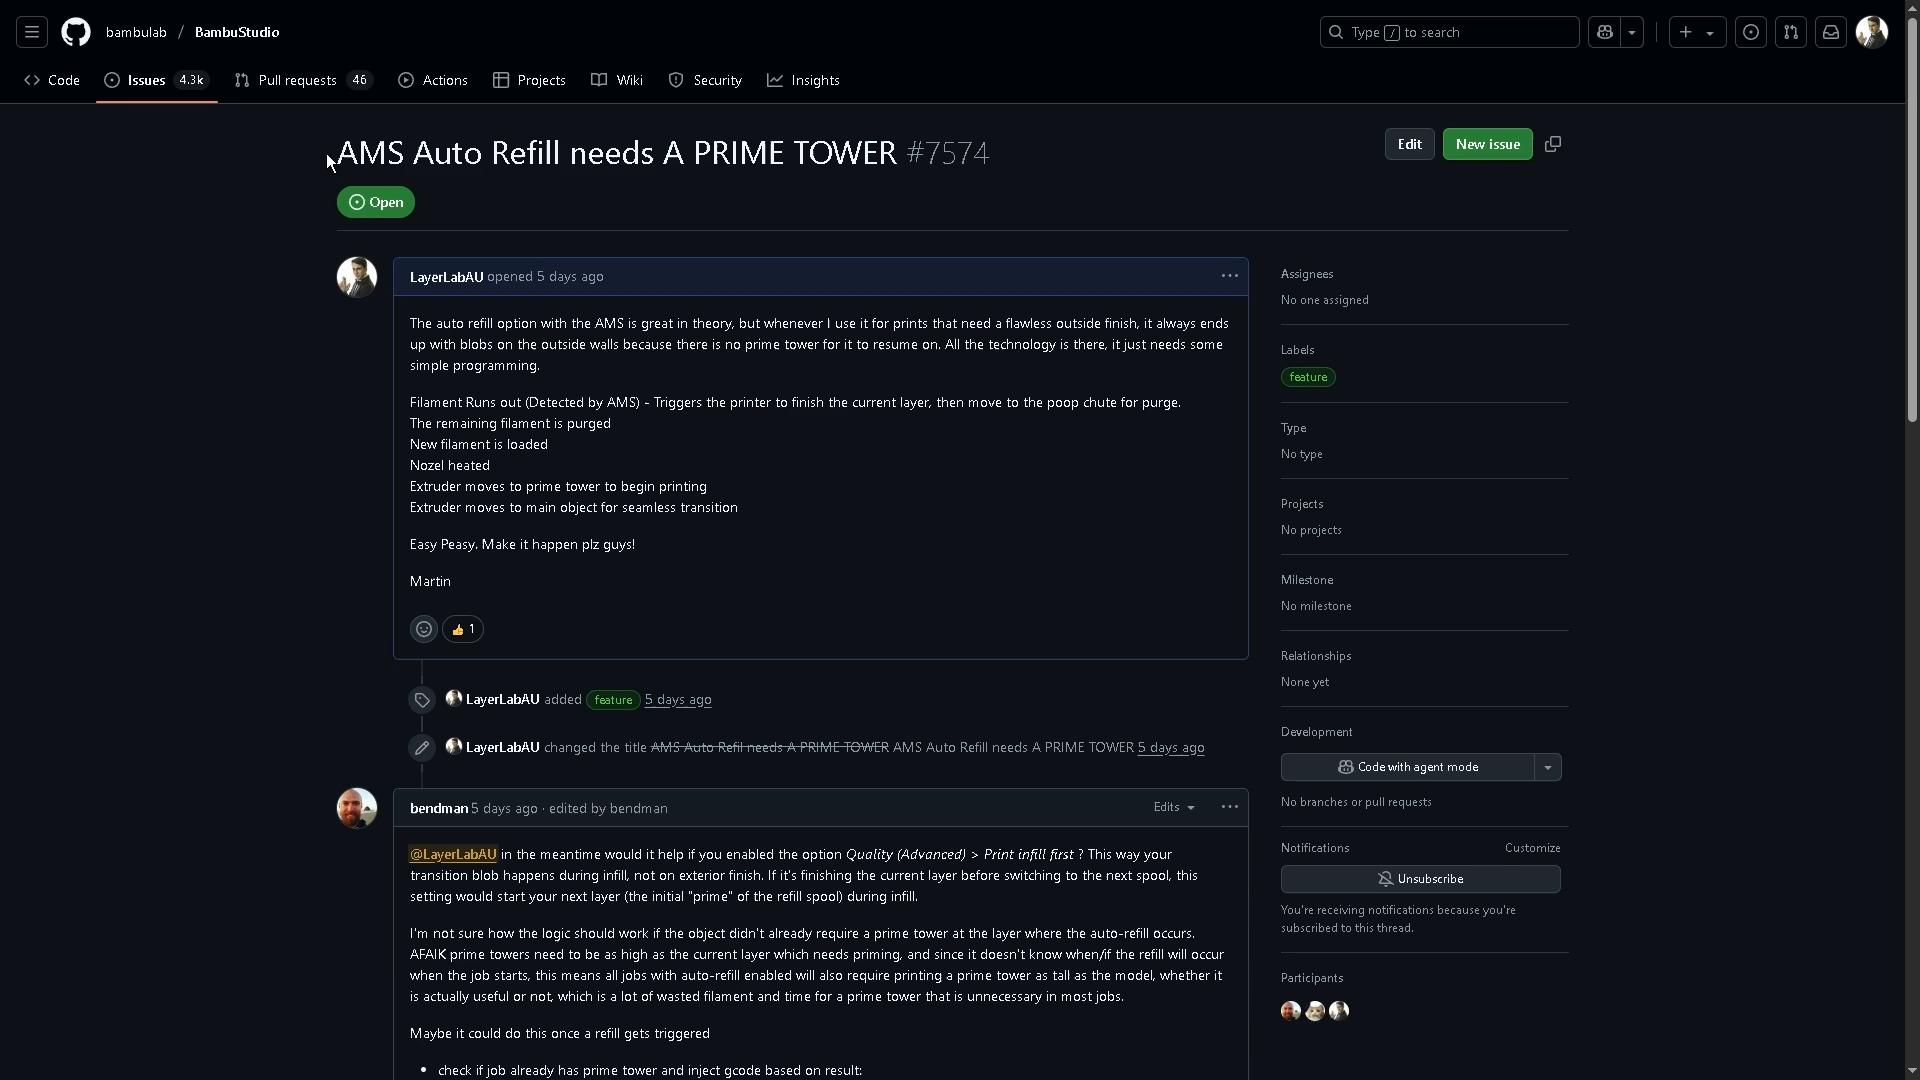 bambulab / BambuStudio
Type / to search
Code
Issues 4.3k
Pull requests 46
Actions
Projects
Wiki
Security
Insights
AMS Auto Refill needs A PRIME TOWER #7574
Edit
New issue
Open
LayerLabAU opened 5 days ago
The auto refill option with the AMS is great in theory, but whenever I use it for prints that need a flawless outside finish, it always ends
up with blobs on the outside walls because there is no prime tower for it to resume on. All the technology is there, it just needs some
simple programming.
Filament Runs out (Detected by AMS) - Triggers the printer to finish the current layer, then move to the poop chute for purge.
The remaining filament is purged
New filament is loaded
Nozel heated
Extruder moves to prime tower to begin printing
Extruder moves to main object for seamless transition
Easy Peasy. Make it happen plz guys!
Martin
👍 1
LayerLabAU added feature 5 days ago
LayerLabAU changed the title AMS Auto Refil needs A PRIME TOWER AMS Auto Refill needs A PRIME TOWER 5 days ago
bendman 5 days ago · edited by bendman
Edits
@LayerLabAU in the meantime would it help if you enabled the option Quality (Advanced) > Print infill first ? This way your
transition blob happens during infill, not on exterior finish. If it's finishing the current layer before switching to the next spool, this
setting would start your next layer (the initial "prime" of the refill spool) during infill.
I'm not sure how the logic should work if the object didn't already require a prime tower at the layer where the auto-refill occurs.
AFAIK prime towers need to be as high as the current layer which needs priming, and since it doesn't know when/if the refill will occur
when the job starts, this means all jobs with auto-refill enabled will also require printing a prime tower as tall as the model, whether it
is actually useful or not, which is a lot of wasted filament and time for a prime tower that is unnecessary in most jobs.
Maybe it could do this once a refill gets triggered
• check if job already has prime tower and inject gcode based on result:
Assignees
No one assigned
Labels
feature
Type
No type
Projects
No projects
Milestone
No milestone
Relationships
None yet
Development
Code with agent mode
No branches or pull requests
Notifications
Customize
Unsubscribe
You're receiving notifications because you're
subscribed to this thread.
Participants